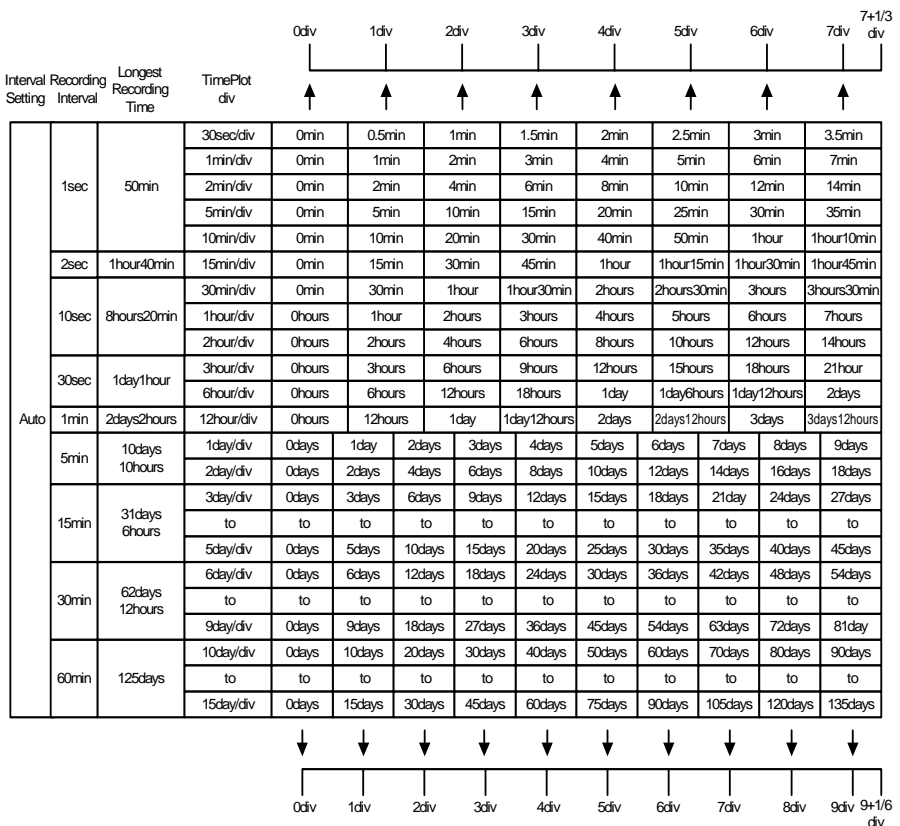 0div 1div 2div 3div 4div 5div 6div 7div 7+1/3 div
Interval Setting Recording Interval Longest Recording Time TimePlot div
Auto
1sec 50min
30sec/div 0min 0.5min 1min 1.5min 2min 2.5min 3min 3.5min
1min/div 0min 1min 2min 3min 4min 5min 6min 7min
2min/div 0min 2min 4min 6min 8min 10min 12min 14min
5min/div 0min 5min 10min 15min 20min 25min 30min 35min
10min/div 0min 10min 20min 30min 40min 50min 1hour 1hour10min
2sec 1hour40min 15min/div 0min 15min 30min 45min 1hour 1hour15min 1hour30min 1hour45min
10sec 8hours20min
30min/div 0min 30min 1hour 1hour30min 2hours 2hours30min 3hours 3hours30min
1hour/div 0hours 1hour 2hours 3hours 4hours 5hours 6hours 7hours
2hour/div 0hours 2hours 4hours 6hours 8hours 10hours 12hours 14hours
30sec 1day1hour
3hour/div 0hours 3hours 6hours 9hours 12hours 15hours 18hours 21hour
6hour/div 0hours 6hours 12hours 18hours 1day 1day6hours 1day12hours 2days
1min 2days2hours 12hour/div 0hours 12hours 1day 1day12hours 2days 2days12hours 3days 3days12hours
5min 10days 10hours
1day/div 0days 1day 2days 3days 4days 5days 6days 7days 8days 9days
2day/div 0days 2days 4days 6days 8days 10days 12days 14days 16days 18days
15min 31days 6hours
3day/div 0days 3days 6days 9days 12days 15days 18days 21day 24days 27days
to to to to to to to to to to to
5day/div 0days 5days 10days 15days 20days 25days 30days 35days 40days 45days
30min 62days 12hours
6day/div 0days 6days 12days 18days 24days 30days 36days 42days 48days 54days
to to to to to to to to to to to
9day/div 0days 9days 18days 27days 36days 45days 54days 63days 72days 81day
60min 125days
10day/div 0days 10days 20days 30days 40days 50days 60days 70days 80days 90days
to to to to to to to to to to to
15day/div 0days 15days 30days 45days 60days 75days 90days 105days 120days 135days
0div 1div 2div 3div 4div 5div 6div 7div 8div 9div 9+1/6 div